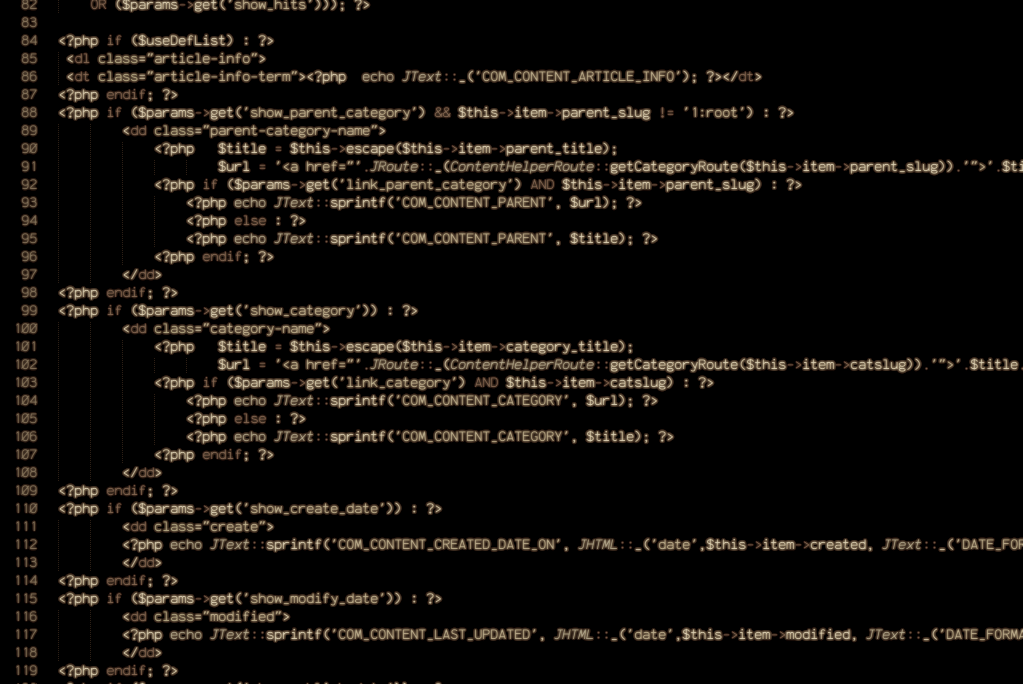 82 OR ($params->get('show_hits'))); ?>
83
84 <?php if ($useDefList) : ?>
85 <dl class="article-info">
86 <dt class="article-info-term"><?php  echo JText::_('COM_CONTENT_ARTICLE_INFO'); ?></dt>
87 <?php endif; ?>
88 <?php if ($params->get('show_parent_category') && $this->item->parent_slug != '1:root') : ?>
89 <dd class="parent-category-name">
90 <?php   $title = $this->escape($this->item->parent_title);
91 $url = '<a href="'.JRoute::_(ContentHelperRoute::getCategoryRoute($this->item->parent_slug)).'">'.$ti
92 <?php if ($params->get('link_parent_category') AND $this->item->parent_slug) : ?>
93 <?php echo JText::sprintf('COM_CONTENT_PARENT', $url); ?>
94 <?php else : ?>
95 <?php echo JText::sprintf('COM_CONTENT_PARENT', $title); ?>
96 <?php endif; ?>
97 </dd>
98 <?php endif; ?>
99 <?php if ($params->get('show_category')) : ?>
100 <dd class="category-name">
101 <?php   $title = $this->escape($this->item->category_title);
102 $url = '<a href="'.JRoute::_(ContentHelperRoute::getCategoryRoute($this->item->catslug)).'">'.$title.
103 <?php if ($params->get('link_category') AND $this->item->catslug) : ?>
104 <?php echo JText::sprintf('COM_CONTENT_CATEGORY', $url); ?>
105 <?php else : ?>
106 <?php echo JText::sprintf('COM_CONTENT_CATEGORY', $title); ?>
107 <?php endif; ?>
108 </dd>
109 <?php endif; ?>
110 <?php if ($params->get('show_create_date')) : ?>
111 <dd class="create">
112 <?php echo JText::sprintf('COM_CONTENT_CREATED_DATE_ON', JHTML::_('date',$this->item->created, JText::_('DATE_FOR
113 </dd>
114 <?php endif; ?>
115 <?php if ($params->get('show_modify_date')) : ?>
116 <dd class="modified">
117 <?php echo JText::sprintf('COM_CONTENT_LAST_UPDATED', JHTML::_('date',$this->item->modified, JText::_('DATE_FORMA
118 </dd>
119 <?php endif; ?>